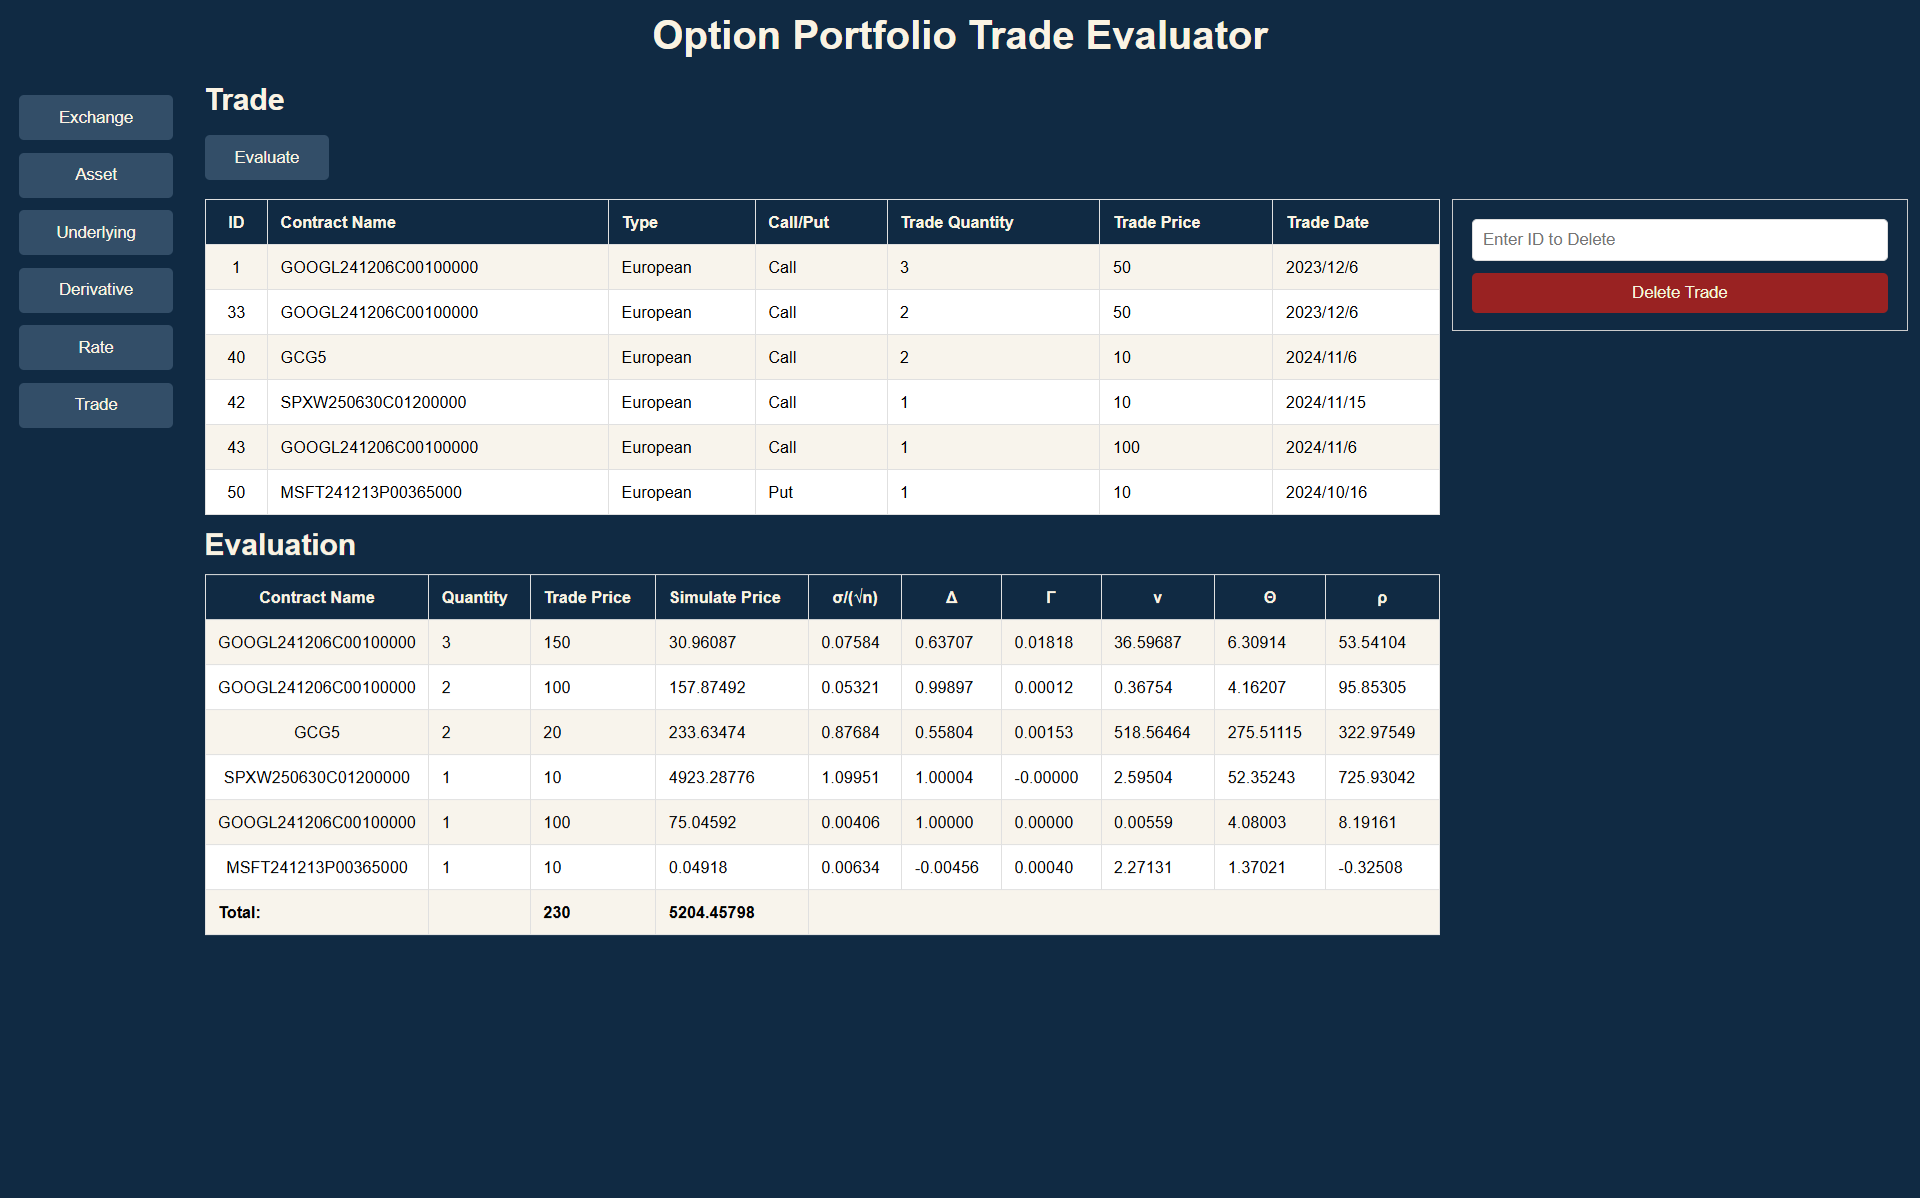 Option Portfolio Trade Evaluator
Exchange
Asset
Underlying
Derivative
Rate
Trade
Trade
Evaluate
ID Contract Name Type Call/Put Trade Quantity Trade Price Trade Date
1 GOOGL241206C00100000 European Call 3 50 2023/12/6
33 GOOGL241206C00100000 European Call 2 50 2023/12/6
40 GCG5 European Call 2 10 2024/11/6
42 SPXW250630C01200000 European Call 1 10 2024/11/15
43 GOOGL241206C00100000 European Call 1 100 2024/11/6
50 MSFT241213P00365000 European Put 1 10 2024/10/16
Enter ID to Delete
Delete Trade
Evaluation
Contract Name Quantity Trade Price Simulate Price σ/(√n) Δ Γ ν Θ ρ
GOOGL241206C00100000 3 150 30.96087 0.07584 0.63707 0.01818 36.59687 6.30914 53.54104
GOOGL241206C00100000 2 100 157.87492 0.05321 0.99897 0.00012 0.36754 4.16207 95.85305
GCG5 2 20 233.63474 0.87684 0.55804 0.00153 518.56464 275.51115 322.97549
SPXW250630C01200000 1 10 4923.28776 1.09951 1.00004 -0.00000 2.59504 52.35243 725.93042
GOOGL241206C00100000 1 100 75.04592 0.00406 1.00000 0.00000 0.00559 4.08003 8.19161
MSFT241213P00365000 1 10 0.04918 0.00634 -0.00456 0.00040 2.27131 1.37021 -0.32508
Total: 230 5204.45798